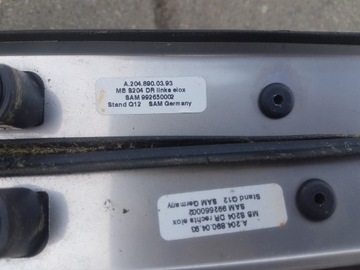 A.204.890.03.93
MB S204 DR links elox
SAM 992650002
Stand Q12 SAM Germany
A.204.890.04.93
MB S204 DR rechts elox
SAM 992660002
Stand Q12 SAM Germany